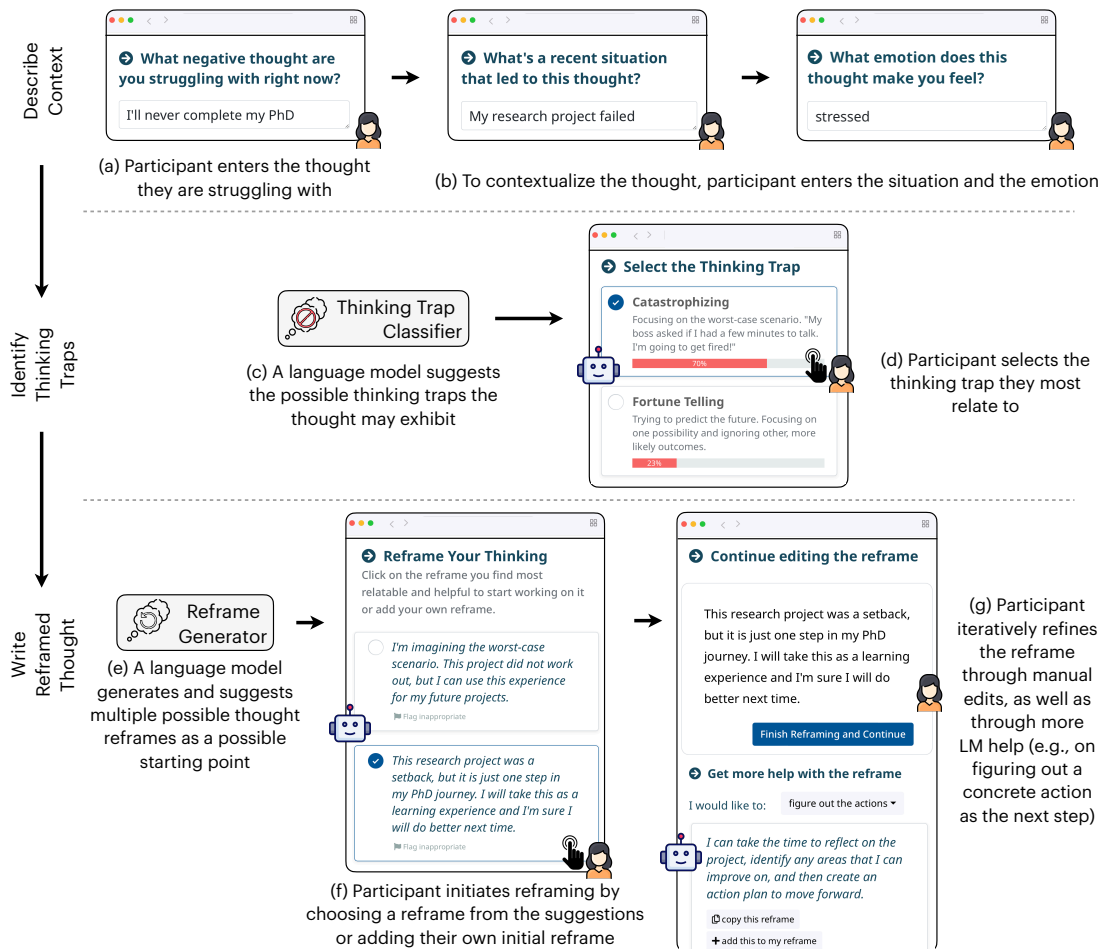 Describe
Context
What negative thought are
you struggling with right now?
I'll never complete my PhD
What's a recent situation
that led to this thought?
My research project failed
What emotion does this
thought make you feel?
stressed
(a) Participant enters the thought
they are struggling with
(b) To contextualize the thought, participant enters the situation and the emotion
Identify
Thinking
Traps
Thinking Trap
Classifier
(c) A language model suggests
the possible thinking traps the
thought may exhibit
Select the Thinking Trap
Catastrophizing
Focusing on the worst-case scenario. "My
boss asked if I had a few minutes to talk.
I'm going to get fired!"
70%
Fortune Telling
Trying to predict the future. Focusing on
one possibility and ignoring other, more
likely outcomes.
23%
(d) Participant selects the
thinking trap they most
relate to
Write
Reframed
Thought
Reframe
Generator
(e) A language model
generates and suggests
multiple possible thought
reframes as a possible
starting point
Reframe Your Thinking
Click on the reframe you find most
relatable and helpful to start working on it
or add your own reframe.
I'm imagining the worst-case
scenario. This project did not work
out, but I can use this experience
for my future projects.
Flag inappropriate
This research project was a
setback, but it is just one step in
my PhD journey. I will take this as a
learning experience and I'm sure I
will do better next time.
Flag inappropriate
(f) Participant initiates reframing by
choosing a reframe from the suggestions
or adding their own initial reframe
Continue editing the reframe
This research project was a setback,
but it is just one step in my PhD
journey. I will take this as a learning
experience and I'm sure I will do
better next time.
Finish Reframing and Continue
Get more help with the reframe
I would like to: figure out the actions
I can take the time to reflect on the
project, identify any areas that I can
improve on, and then create an
action plan to move forward.
copy this reframe
add this to my reframe
(g) Participant
iteratively refines
the reframe
through manual
edits, as well as
through more
LM help (e.g., on
figuring out a
concrete action
as the next step)